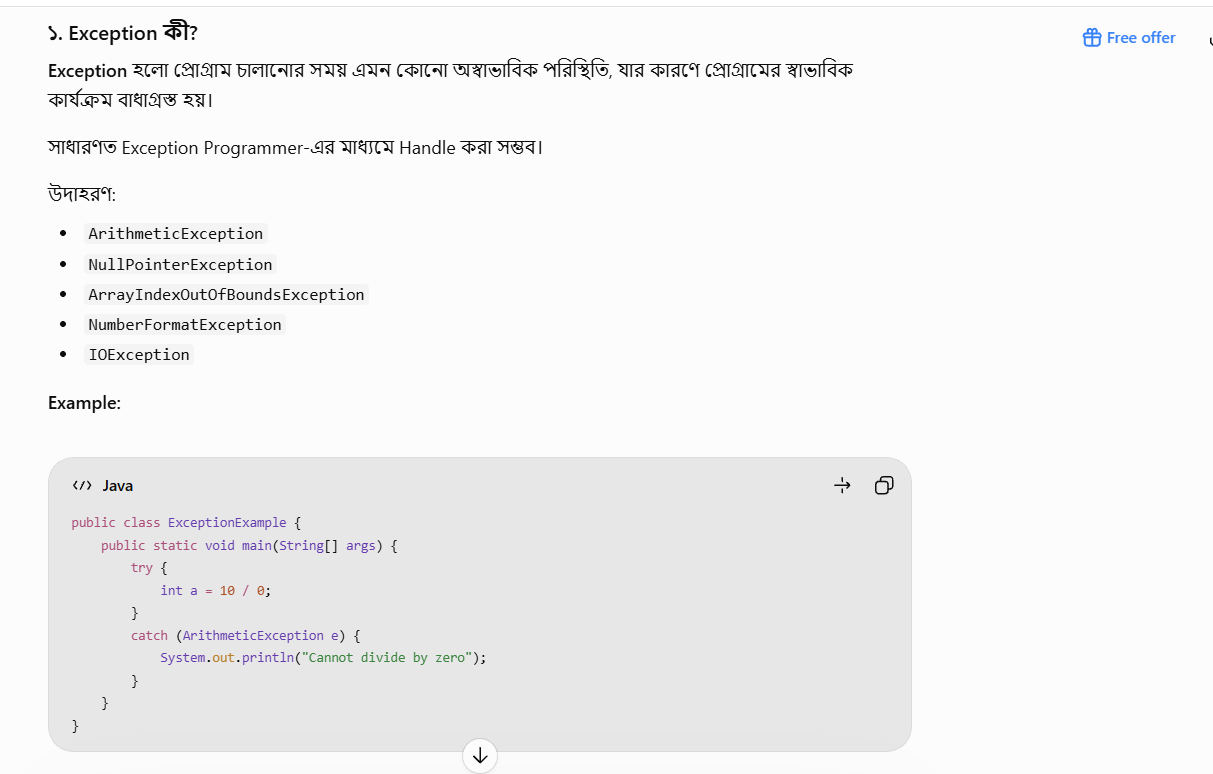 ১. Exception কী?
Free offer
Exception হলো প্রোগ্রাম চালানোর সময় এমন কোনো অস্বাভাবিক পরিস্থিতি, যার কারণে প্রোগ্রামের স্বাভাবিক
কার্যক্রম বাধাগ্রস্ত হয়।
সাধারণত Exception Programmer-এর মাধ্যমে Handle করা সম্ভব।
উদাহরণ:
• ArithmeticException
• NullPointerException
• ArrayIndexOutOfBoundsException
• NumberFormatException
• IOException
Example:
</> Java
public class ExceptionExample {
    public static void main(String[] args) {
        try {
            int a = 10 / 0;
        }
        catch (ArithmeticException e) {
            System.out.println("Cannot divide by zero");
        }
    }
}